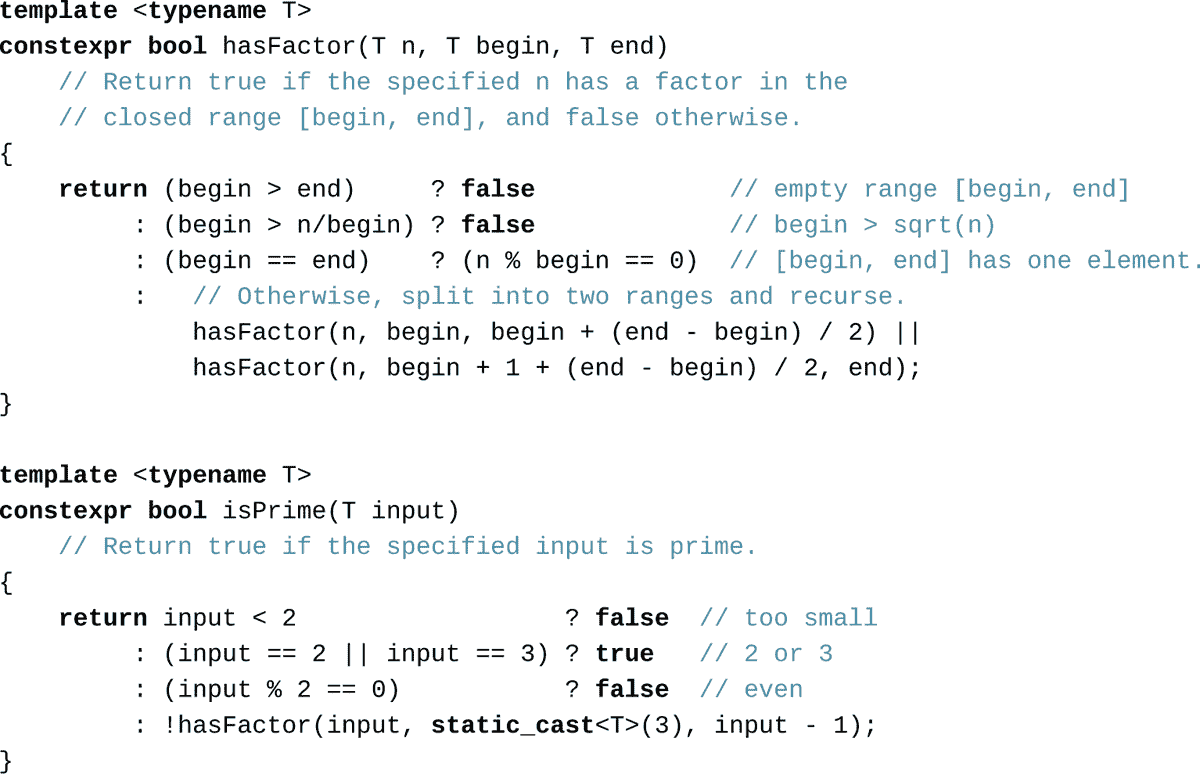 template <typename T>
constexpr bool hasFactor(T n, T begin, T end)
    // Return true if the specified n has a factor in the
    // closed range [begin, end], and false otherwise.
{
    return (begin > end)     ? false             // empty range [begin, end]
         : (begin > n/begin) ? false             // begin > sqrt(n)
         : (begin == end)    ? (n % begin == 0)  // [begin, end] has one element.
         :   // Otherwise, split into two ranges and recurse.
             hasFactor(n, begin, begin + (end - begin) / 2) ||
             hasFactor(n, begin + 1 + (end - begin) / 2, end);
}

template <typename T>
constexpr bool isPrime(T input)
    // Return true if the specified input is prime.
{
    return input < 2                  ? false  // too small
         : (input == 2 || input == 3) ? true   // 2 or 3
         : (input % 2 == 0)           ? false  // even
         : !hasFactor(input, static_cast<T>(3), input - 1);
}